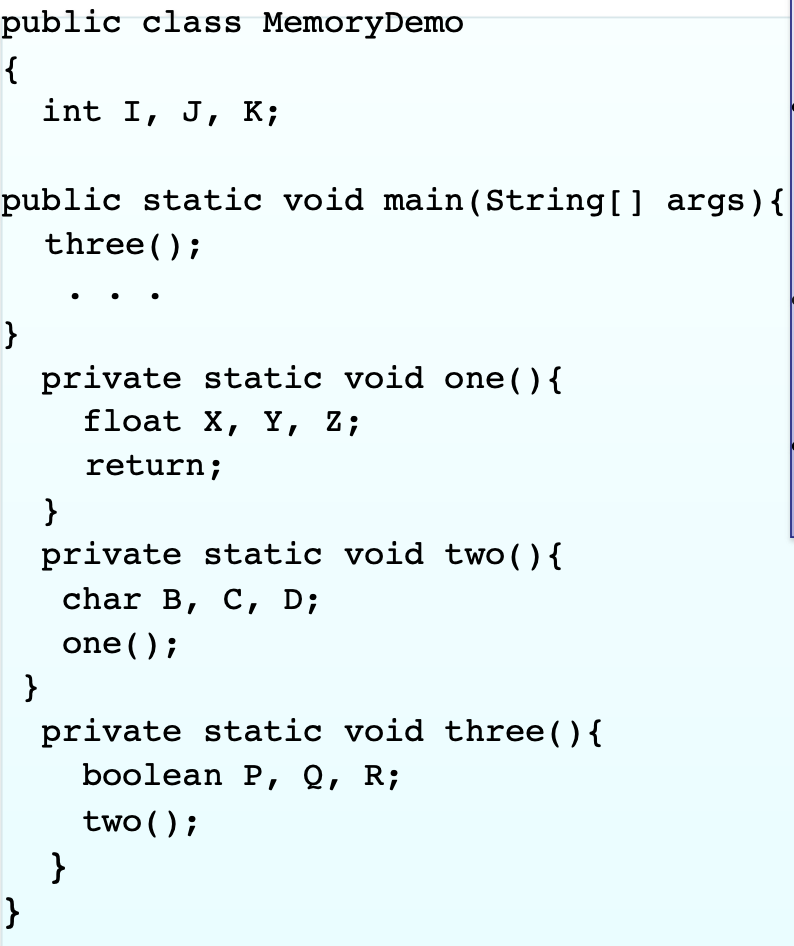 public class MemoryDemo
{
int I, J, K;
public static void main(String[] args){
three();
. . .
}
private static void one(){
float X, Y, Z;
return;
}
private static void two(){
char B, C, D;
one();
}
private static void three(){
boolean P, Q, R;
two();
}
}